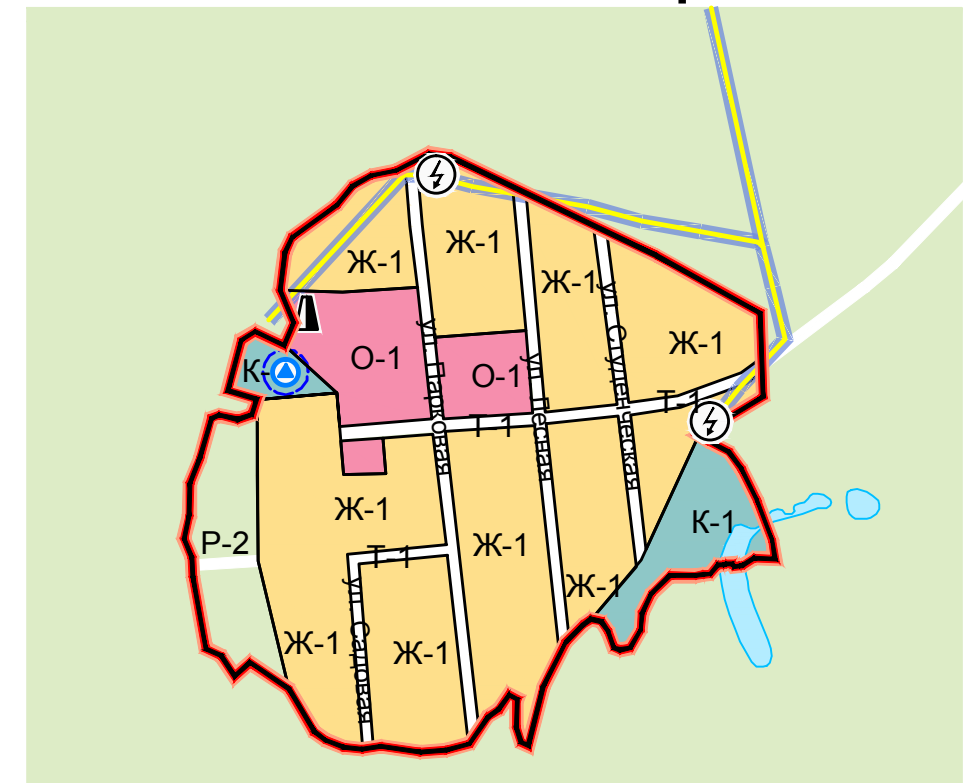 Ж-1
Ж-1
Ж-1
Ж-1
О-1
О-1
К-
Т-1
Т-1
ул. Парковая
ул. Лесная
ул. Студенческая
Ж-1
К-1
Р-2
Т-1
Ж-1
Ж-1
Ж-1
Ж-1
ул. Садовая